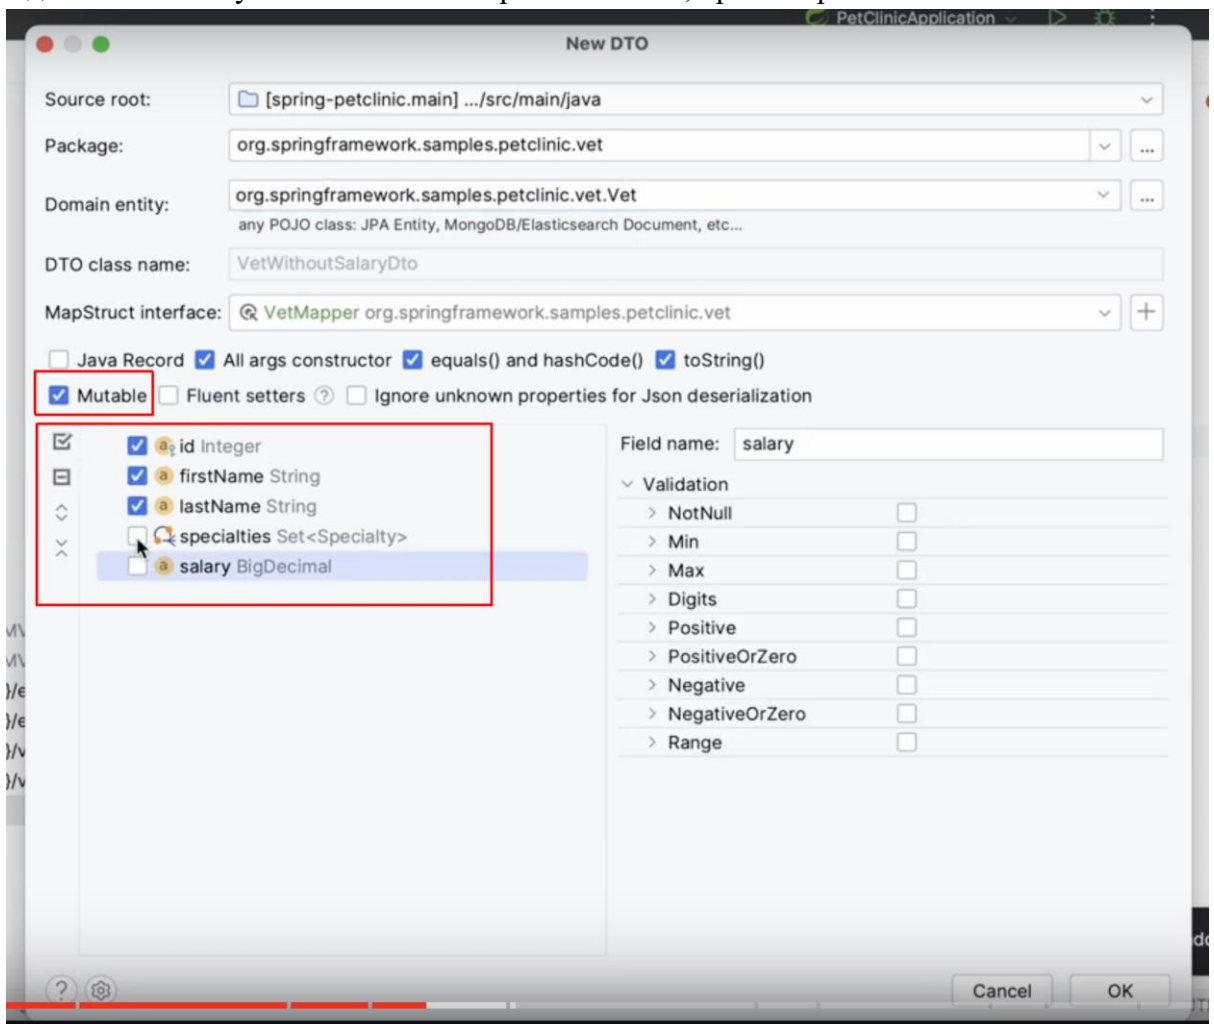 PetClinicApplication
New DTO
Source root: [spring-petclinic.main] .../src/main/java
Package: org.springframework.samples.petclinic.vet ...
Domain entity: org.springframework.samples.petclinic.vet.Vet ...
any POJO class: JPA Entity, MongoDB/Elasticsearch Document, etc...
DTO class name: VetWithoutSalaryDto
MapStruct interface: VetMapper org.springframework.samples.petclinic.vet
Java Record All args constructor equals() and hashCode() toString()
Mutable Fluent setters ? Ignore unknown properties for Json deserialization
id Integer
firstName String
lastName String
specialties Set<Specialty>
salary BigDecimal
Field name: salary
Validation
NotNull
Min
Max
Digits
Positive
PositiveOrZero
Negative
NegativeOrZero
Range
}/e
}/e
}/v
}/v
? Cancel OK